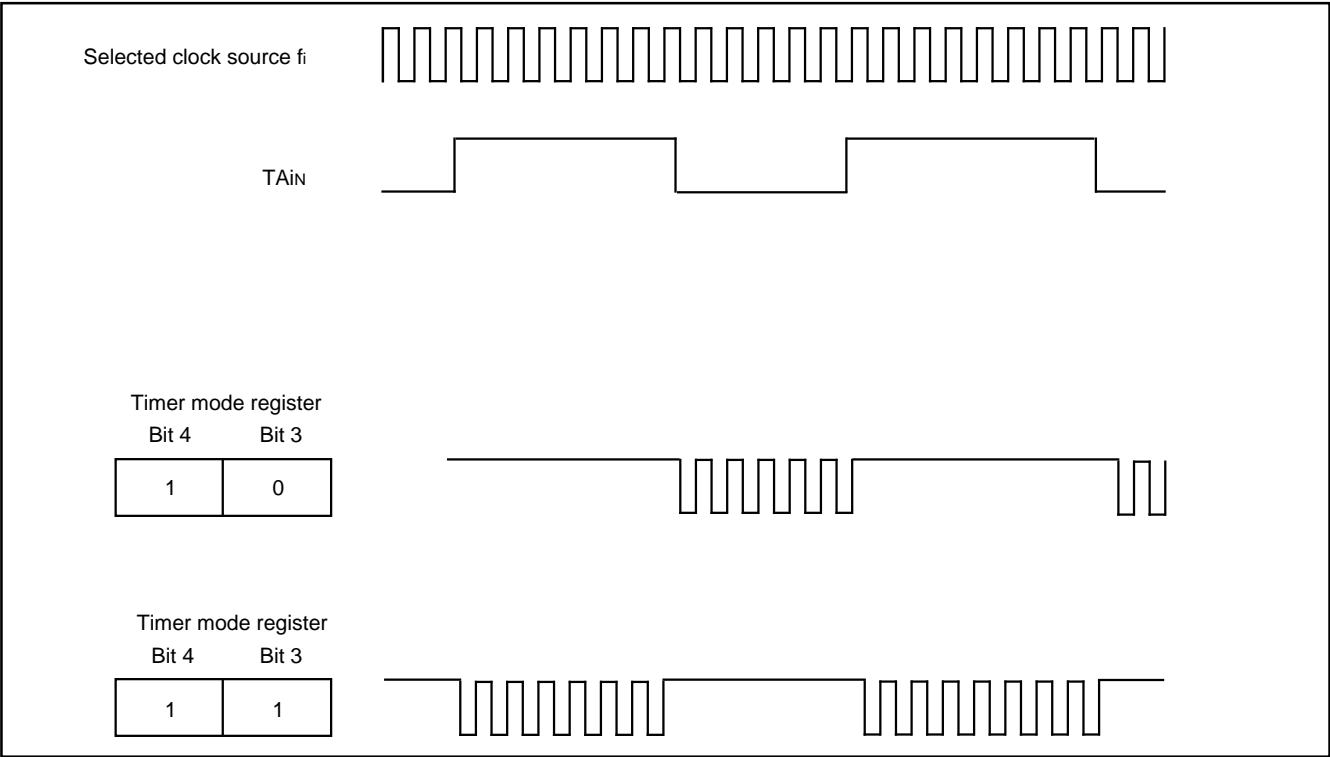 Selected clock source fi
TAiN
Timer mode register
Bit 4 Bit 3
1 0
Timer mode register
Bit 4 Bit 3
1 1